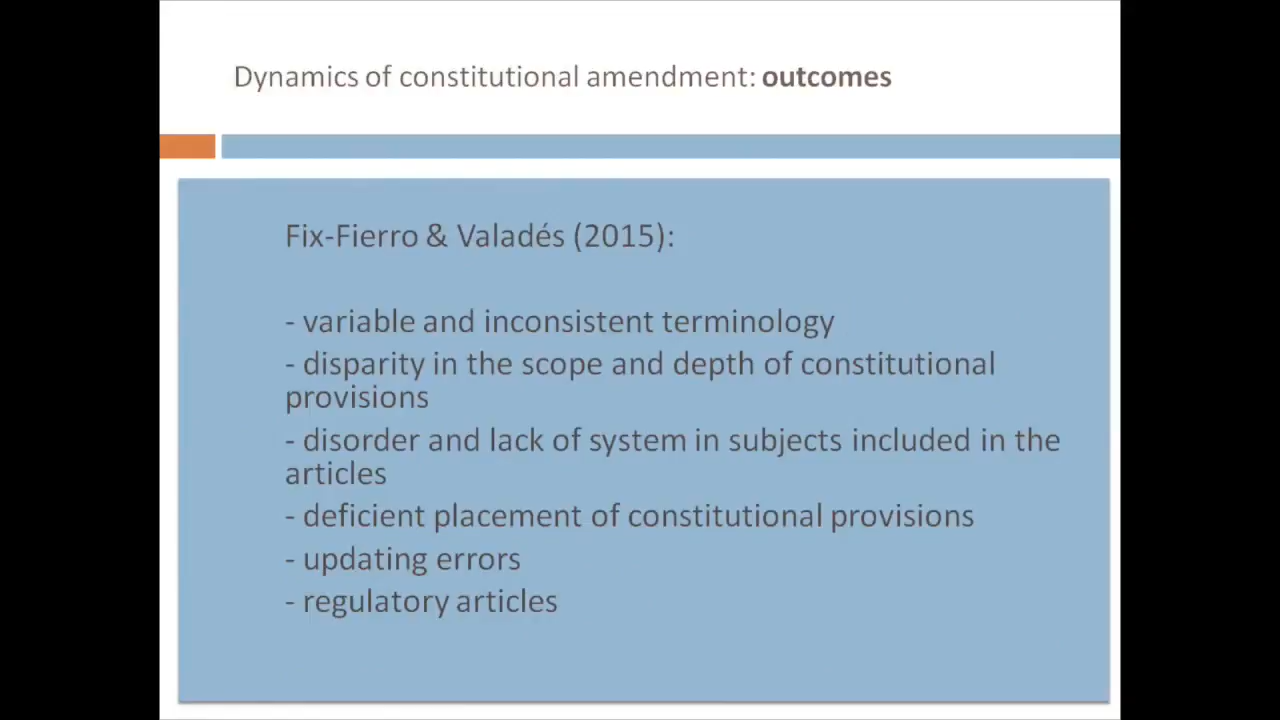 Dynamics of constitutional amendment: outcomes
Fix-Fierro & Valadés (2015):
- variable and inconsistent terminology
- disparity in the scope and depth of constitutional
provisions
- disorder and lack of system in subjects included in the
articles
- deficient placement of constitutional provisions
- updating errors
- regulatory articles